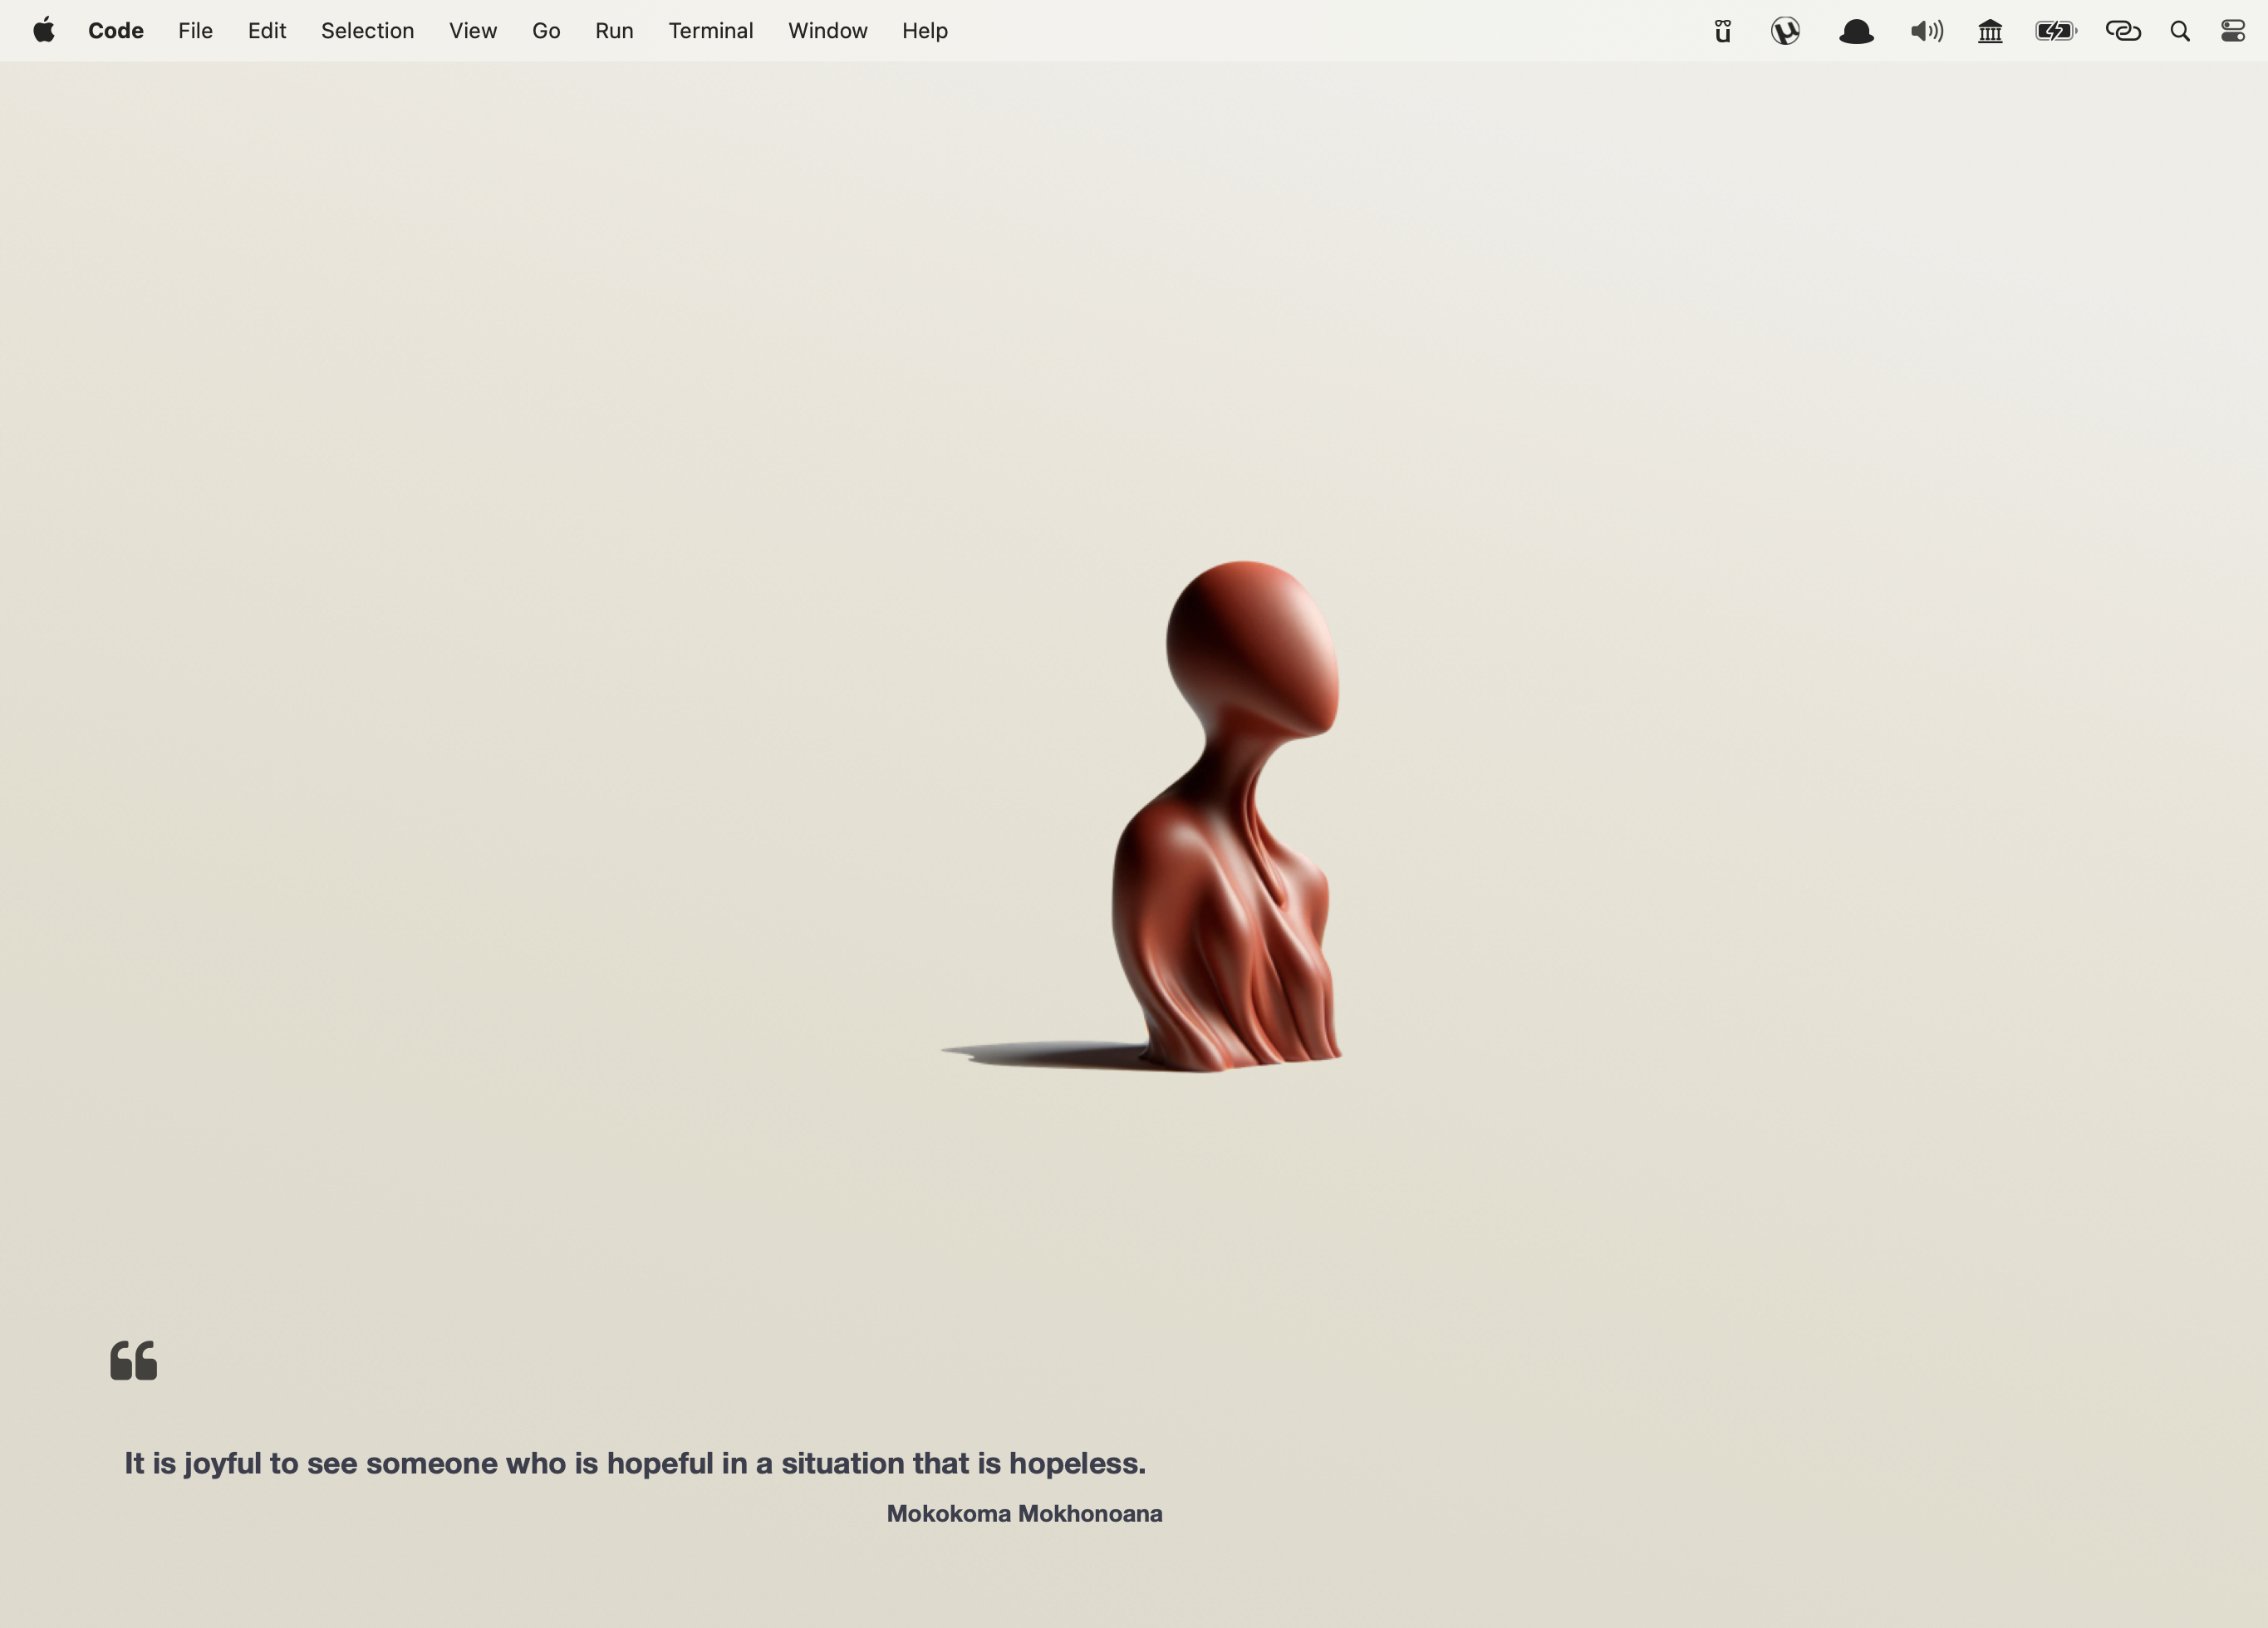 Code File Edit Selection View Go Run Terminal Window Help
It is joyful to see someone who is hopeful in a situation that is hopeless.
Mokokoma Mokhonoana